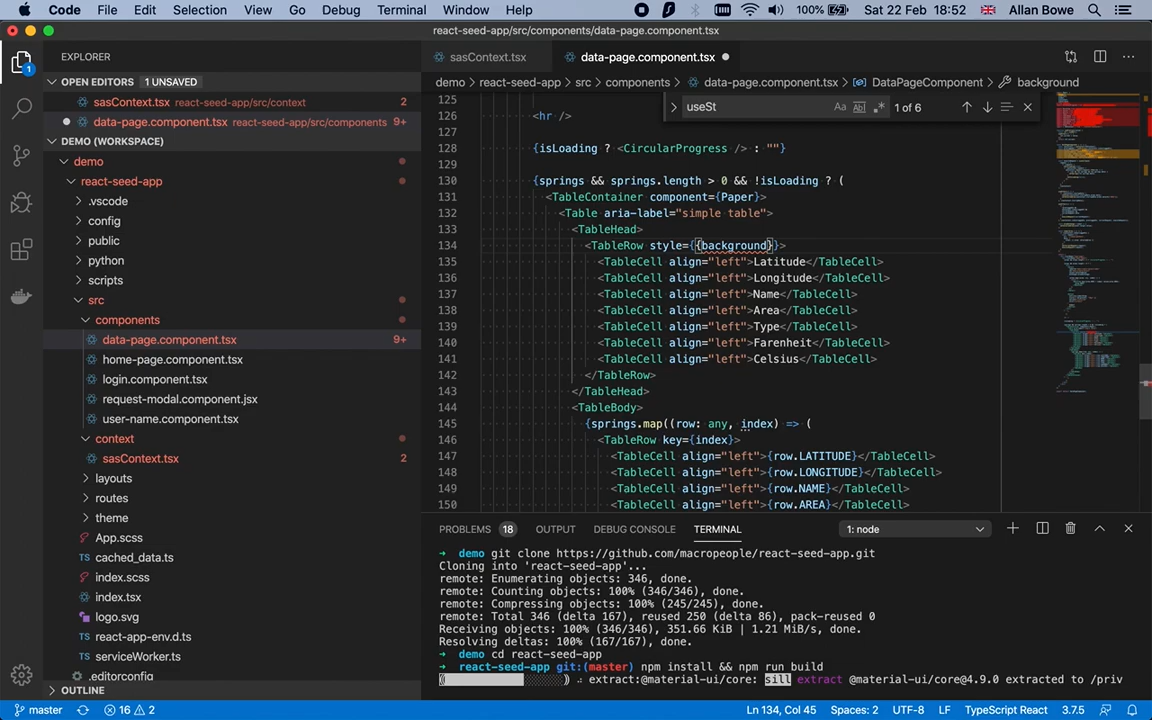 Code File Edit Selection View Go Debug Terminal Window Help 100% Sat 22 Feb 18:52 Allan Bowe
react-seed-app/src/components/data-page.component.tsx
EXPLORER
OPEN EDITORS 1 UNSAVED
sasContext.tsx react-seed-app/src/context 2
data-page.component.tsx react-seed-app/src/components 9+
DEMO (WORKSPACE)
demo
react-seed-app
.vscode
config
public
python
scripts
src
components
data-page.component.tsx 9+
home-page.component.tsx
login.component.tsx
request-modal.component.jsx
user-name.component.tsx
context
sasContext.tsx 2
layouts
routes
theme
App.scss
TS cached_data.ts
index.scss
index.tsx
logo.svg
TS react-app-env.d.ts
TS serviceWorker.ts
.editorconfig
OUTLINE
1
sasContext.tsx data-page.component.tsx
demo > react-seed-app > src > components > data-page.component.tsx > DataPageComponent > background
useSt Aa Abl .* 1 of 6
125
126 <hr />
127
128 {isLoading ? <CircularProgress /> : ""}
129
130 {springs && springs.length > 0 && !isLoading ? (
131 <TableContainer component={Paper}>
132 <Table aria-label="simple table">
133 <TableHead>
134 <TableRow style={{background}}>
135 <TableCell align="left">Latitude</TableCell>
136 <TableCell align="left">Longitude</TableCell>
137 <TableCell align="left">Name</TableCell>
138 <TableCell align="left">Area</TableCell>
139 <TableCell align="left">Type</TableCell>
140 <TableCell align="left">Farenheit</TableCell>
141 <TableCell align="left">Celsius</TableCell>
142 </TableRow>
143 </TableHead>
144 <TableBody>
145 {springs.map((row: any, index) => (
146 <TableRow key={index}>
147 <TableCell align="left">{row.LATITUDE}</TableCell>
148 <TableCell align="left">{row.LONGITUDE}</TableCell>
149 <TableCell align="left">{row.NAME}</TableCell>
150 <TableCell align="left">{row.AREA}</TableCell>
PROBLEMS 18 OUTPUT DEBUG CONSOLE TERMINAL 1: node
➜ demo git clone https://github.com/macropeople/react-seed-app.git
Cloning into 'react-seed-app'...
remote: Enumerating objects: 346, done.
remote: Counting objects: 100% (346/346), done.
remote: Compressing objects: 100% (245/245), done.
remote: Total 346 (delta 167), reused 250 (delta 86), pack-reused 0
Receiving objects: 100% (346/346), 351.66 KiB | 1.21 MiB/s, done.
Resolving deltas: 100% (167/167), done.
➜ demo cd react-seed-app
➜ react-seed-app git:(master) npm install && npm run build
extract:@material-ui/core: sill extract @material-ui/core@4.9.0 extracted to /priv
master 16 2 Ln 134, Col 45 Spaces: 2 UTF-8 LF TypeScript React 3.7.5